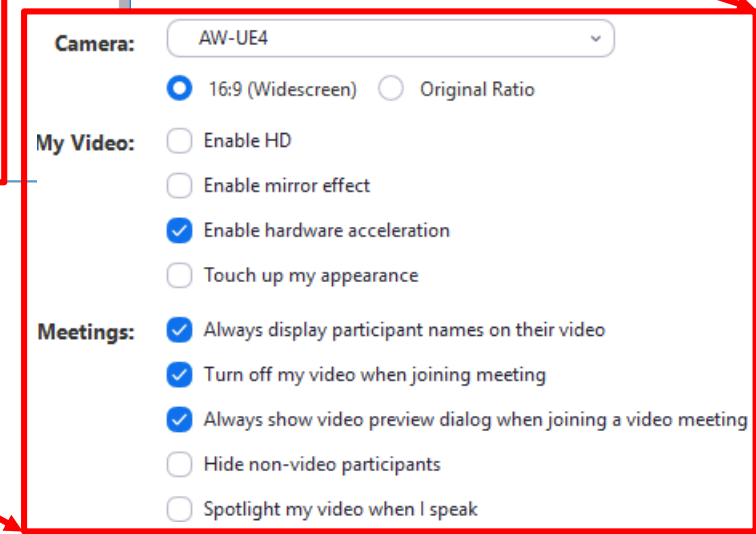 Camera: AW-UE4
16:9 (Widescreen) Original Ratio
My Video: Enable HD
Enable mirror effect
Enable hardware acceleration
Touch up my appearance
Meetings: Always display participant names on their video
Turn off my video when joining meeting
Always show video preview dialog when joining a video meeting
Hide non-video participants
Spotlight my video when I speak